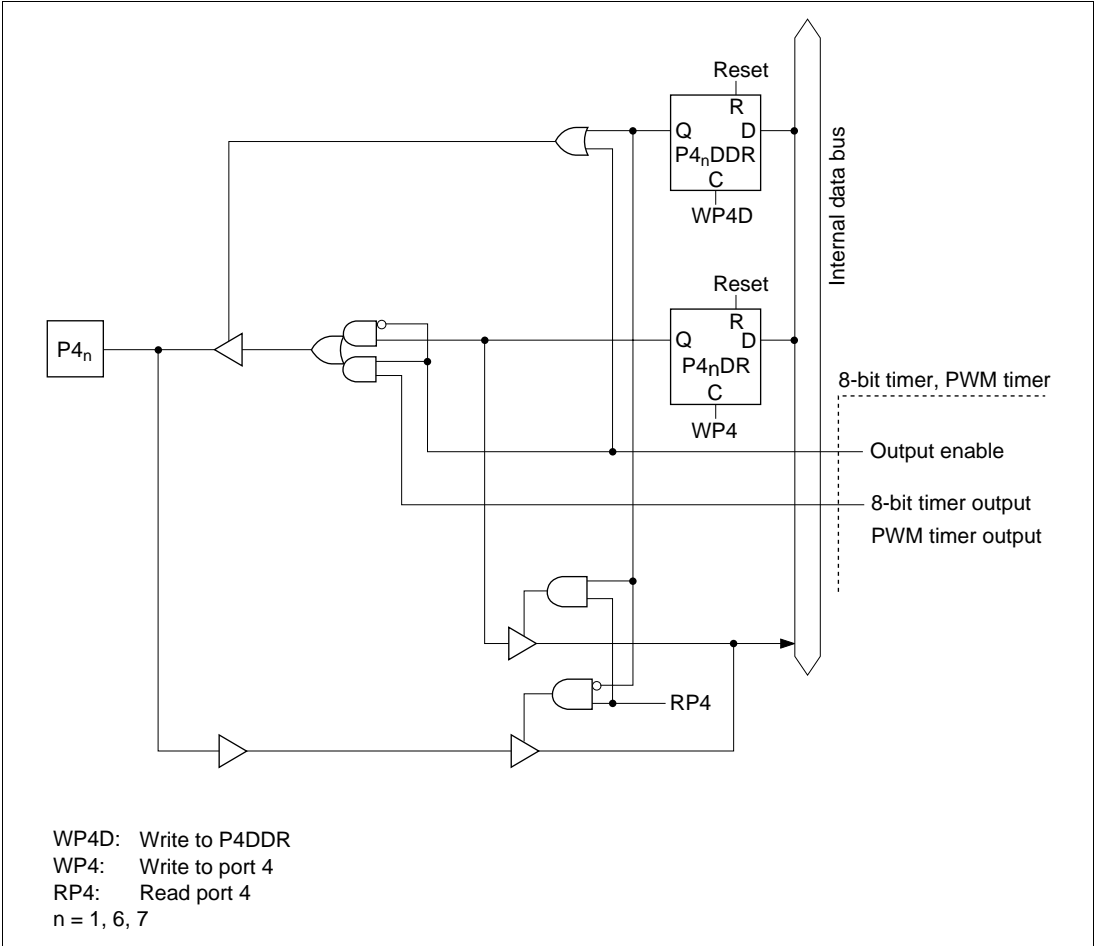 Reset
R
Q D
P4nDDR
C
WP4D
Internal data bus
Reset
R
Q D
P4nDR
C
WP4
P4n
8-bit timer, PWM timer
Output enable
8-bit timer output
PWM timer output
RP4
WP4D: Write to P4DDR
WP4: Write to port 4
RP4: Read port 4
n = 1, 6, 7